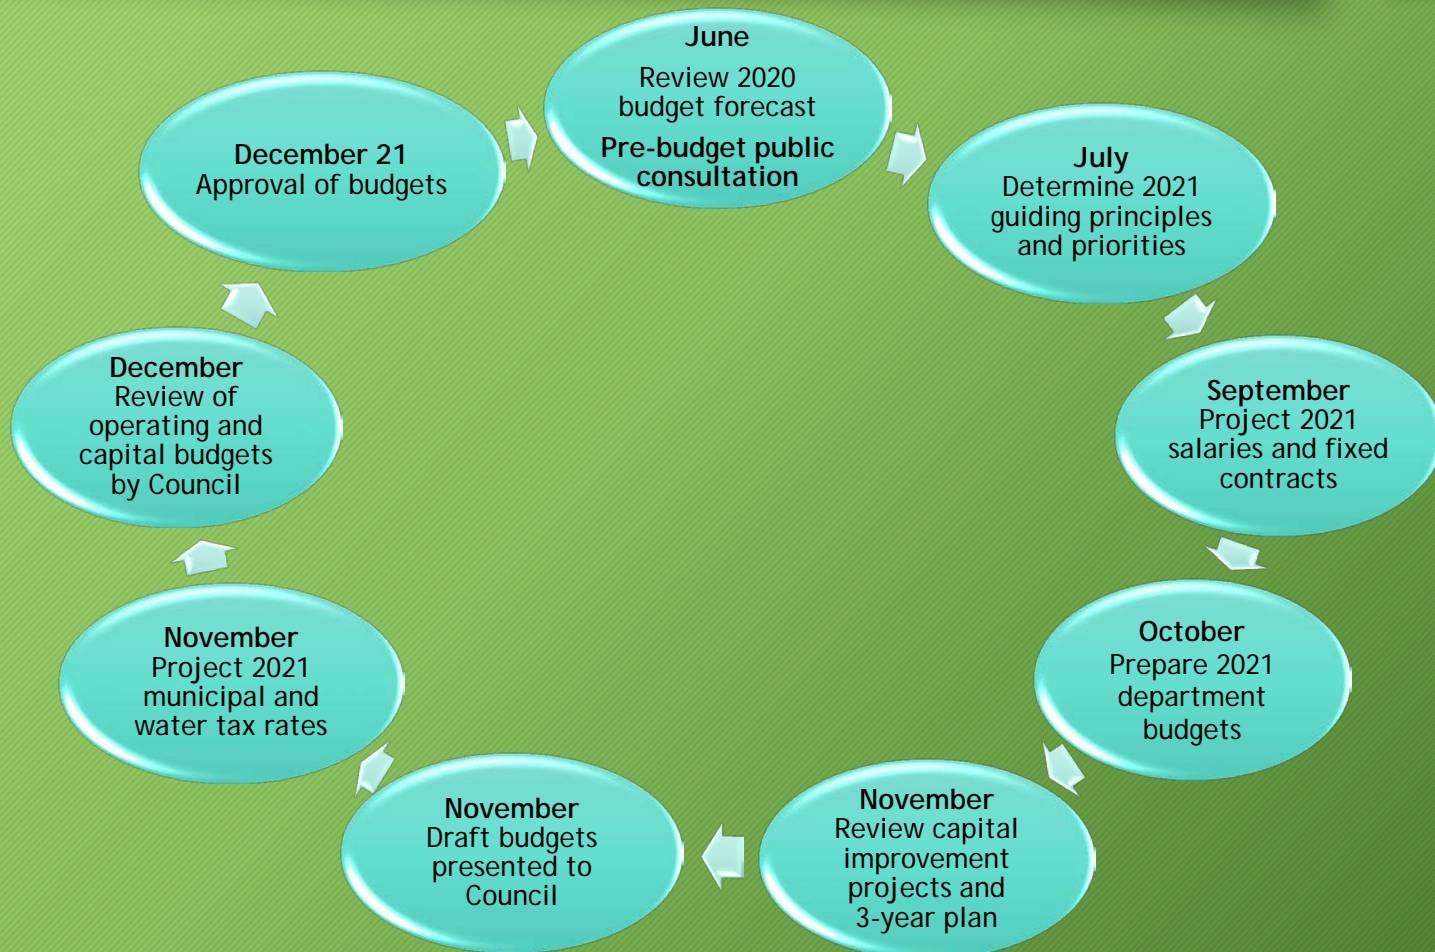 June
Review 2020
budget forecast
Pre-budget public
consultation
July
Determine 2021
guiding principles
and priorities
September
Project 2021
salaries and fixed
contracts
October
Prepare 2021
department
budgets
November
Review capital
improvement
projects and
3-year plan
November
Draft budgets
presented to
Council
November
Project 2021
municipal and
water tax rates
December
Review of
operating and
capital budgets
by Council
December 21
Approval of budgets